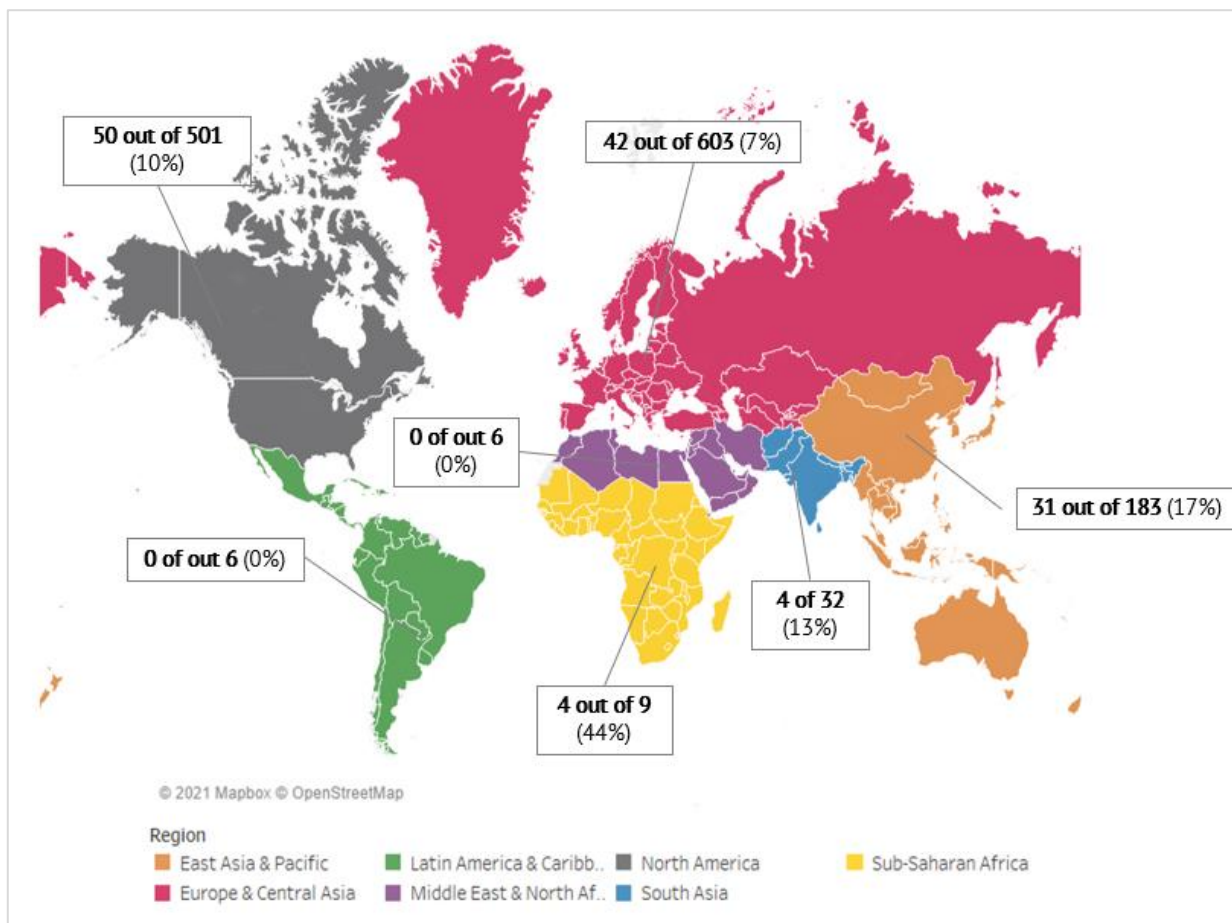 50 out of 501
(10%)
42 out of 603 (7%)
0 of out 6
(0%)
31 out of 183 (17%)
0 of out 6 (0%)
4 of 32
(13%)
4 out of 9
(44%)
© 2021 Mapbox © OpenStreetMap
Region
East Asia & Pacific
Latin America & Caribb..
North America
Sub-Saharan Africa
Europe & Central Asia
Middle East & North Af..
South Asia